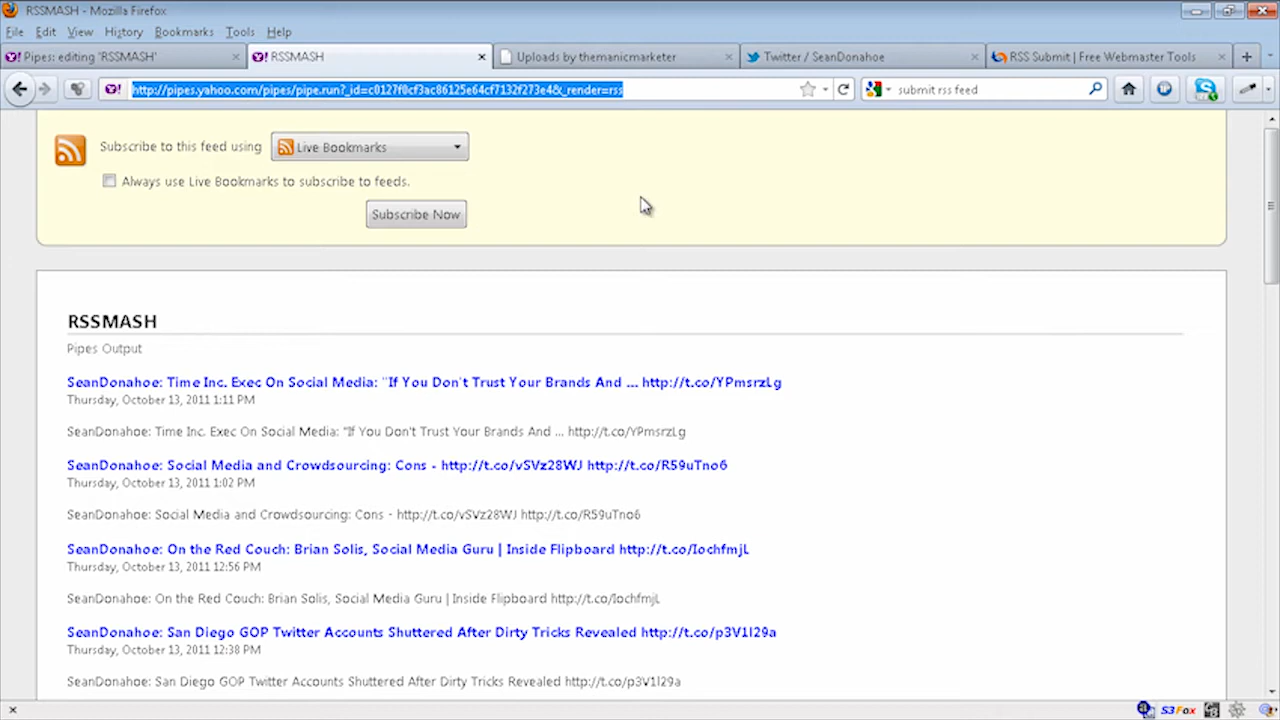 RSSMASH - Mozilla Firefox
File Edit View History Bookmarks Tools Help
Pipes: editing 'RSSMASH' RSSMASH Uploads by themanicmarketer Twitter / SeanDonahoe RSS Submit | Free Webmaster Tools
http://pipes.yahoo.com/pipes/pipe.run?_id=c0127f0cf3ac86125e64cf7132f273e4&_render=rss submit rss feed
Subscribe to this feed using Live Bookmarks
Always use Live Bookmarks to subscribe to feeds.
Subscribe Now
RSSMASH
Pipes Output
SeanDonahoe: Time Inc. Exec On Social Media: "If You Don't Trust Your Brands And ... http://t.co/YPmsrzLg
Thursday, October 13, 2011 1:11 PM
SeanDonahoe: Time Inc. Exec On Social Media: "If You Don't Trust Your Brands And ... http://t.co/YPmsrzLg
SeanDonahoe: Social Media and Crowdsourcing: Cons - http://t.co/vSVz28WJ http://t.co/R59uTno6
Thursday, October 13, 2011 1:02 PM
SeanDonahoe: Social Media and Crowdsourcing: Cons - http://t.co/vSVz28WJ http://t.co/R59uTno6
SeanDonahoe: On the Red Couch: Brian Solis, Social Media Guru | Inside Flipboard http://t.co/IochfmjL
Thursday, October 13, 2011 12:56 PM
SeanDonahoe: On the Red Couch: Brian Solis, Social Media Guru | Inside Flipboard http://t.co/IochfmjL
SeanDonahoe: San Diego GOP Twitter Accounts Shuttered After Dirty Tricks Revealed http://t.co/p3V1l29a
Thursday, October 13, 2011 12:38 PM
SeanDonahoe: San Diego GOP Twitter Accounts Shuttered After Dirty Tricks Revealed http://t.co/p3V1l29a
S3Fox